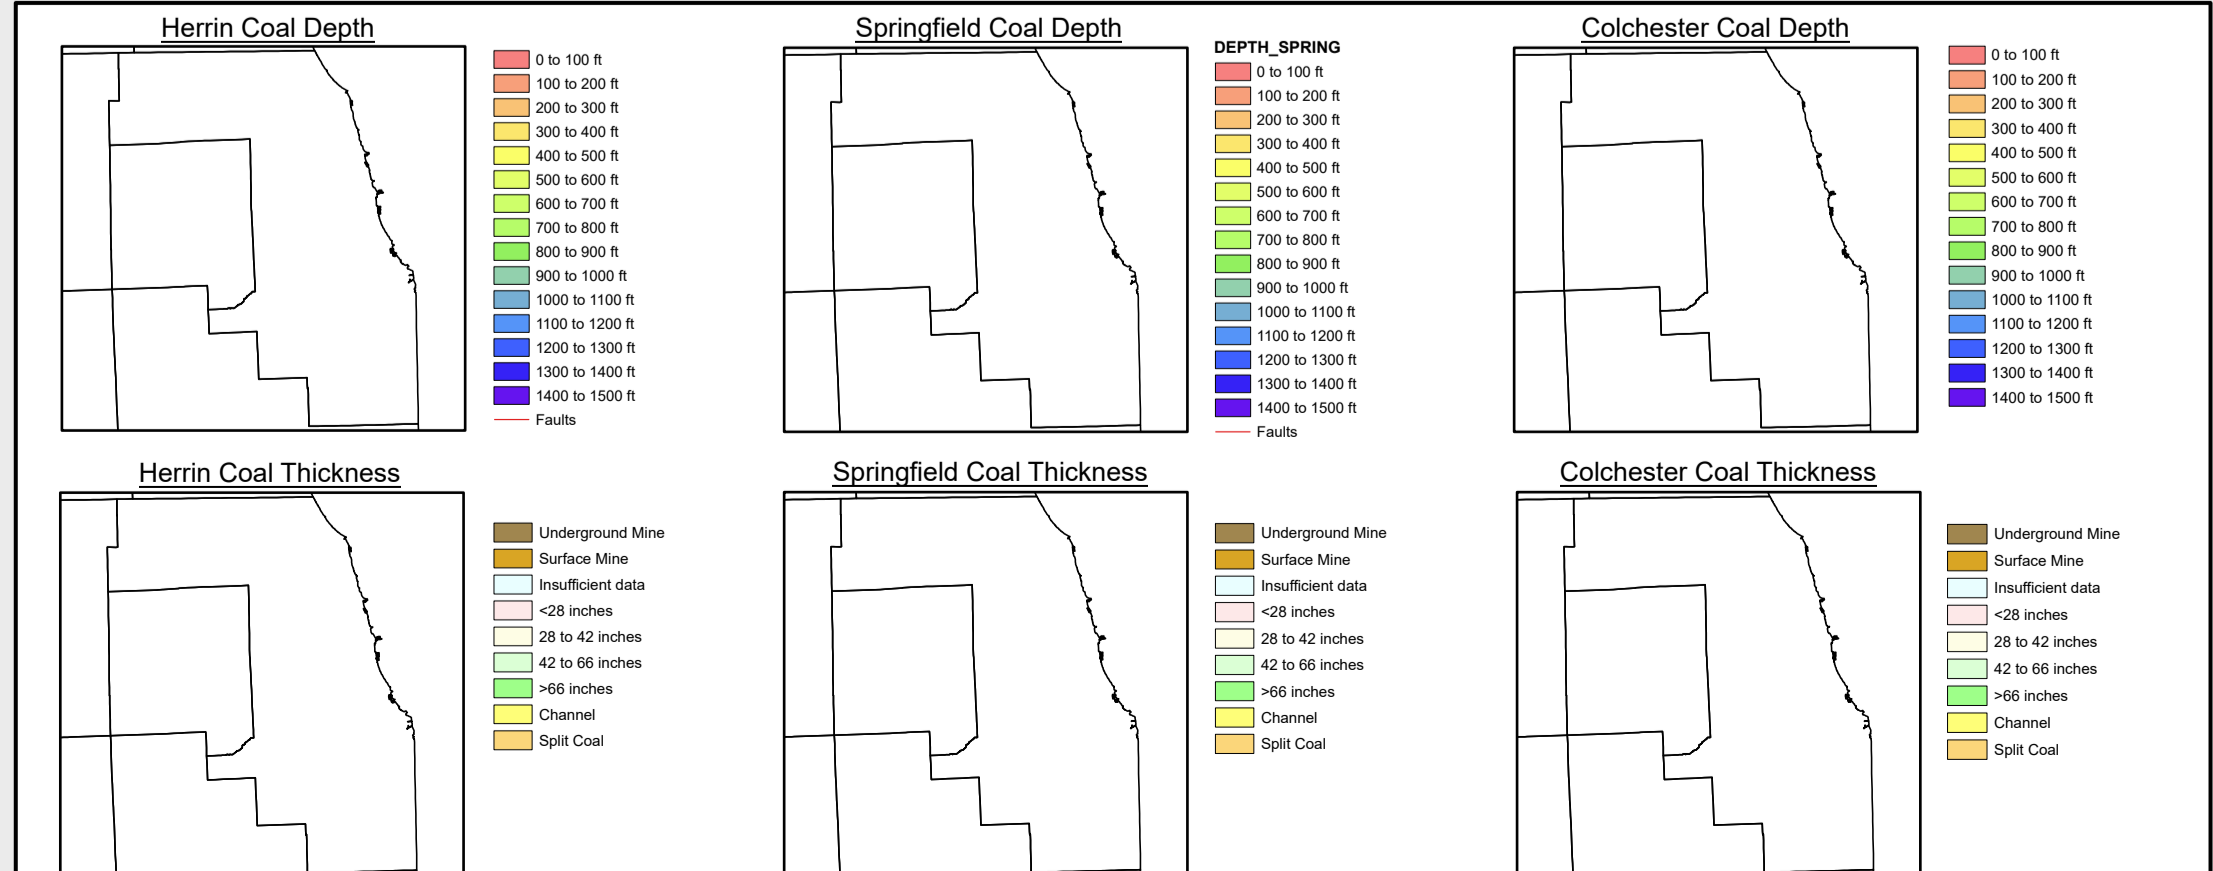 Herrin Coal Depth
0 to 100 ft
100 to 200 ft
200 to 300 ft
300 to 400 ft
400 to 500 ft
500 to 600 ft
600 to 700 ft
700 to 800 ft
800 to 900 ft
900 to 1000 ft
1000 to 1100 ft
1100 to 1200 ft
1200 to 1300 ft
1300 to 1400 ft
1400 to 1500 ft
Faults
Springfield Coal Depth
DEPTH_SPRING
0 to 100 ft
100 to 200 ft
200 to 300 ft
300 to 400 ft
400 to 500 ft
500 to 600 ft
600 to 700 ft
700 to 800 ft
800 to 900 ft
900 to 1000 ft
1000 to 1100 ft
1100 to 1200 ft
1200 to 1300 ft
1300 to 1400 ft
1400 to 1500 ft
Faults
Colchester Coal Depth
0 to 100 ft
100 to 200 ft
200 to 300 ft
300 to 400 ft
400 to 500 ft
500 to 600 ft
600 to 700 ft
700 to 800 ft
800 to 900 ft
900 to 1000 ft
1000 to 1100 ft
1100 to 1200 ft
1200 to 1300 ft
1300 to 1400 ft
1400 to 1500 ft
Herrin Coal Thickness
Underground Mine
Surface Mine
Insufficient data
<28 inches
28 to 42 inches
42 to 66 inches
>66 inches
Channel
Split Coal
Springfield Coal Thickness
Underground Mine
Surface Mine
Insufficient data
<28 inches
28 to 42 inches
42 to 66 inches
>66 inches
Channel
Split Coal
Colchester Coal Thickness
Underground Mine
Surface Mine
Insufficient data
<28 inches
28 to 42 inches
42 to 66 inches
>66 inches
Channel
Split Coal